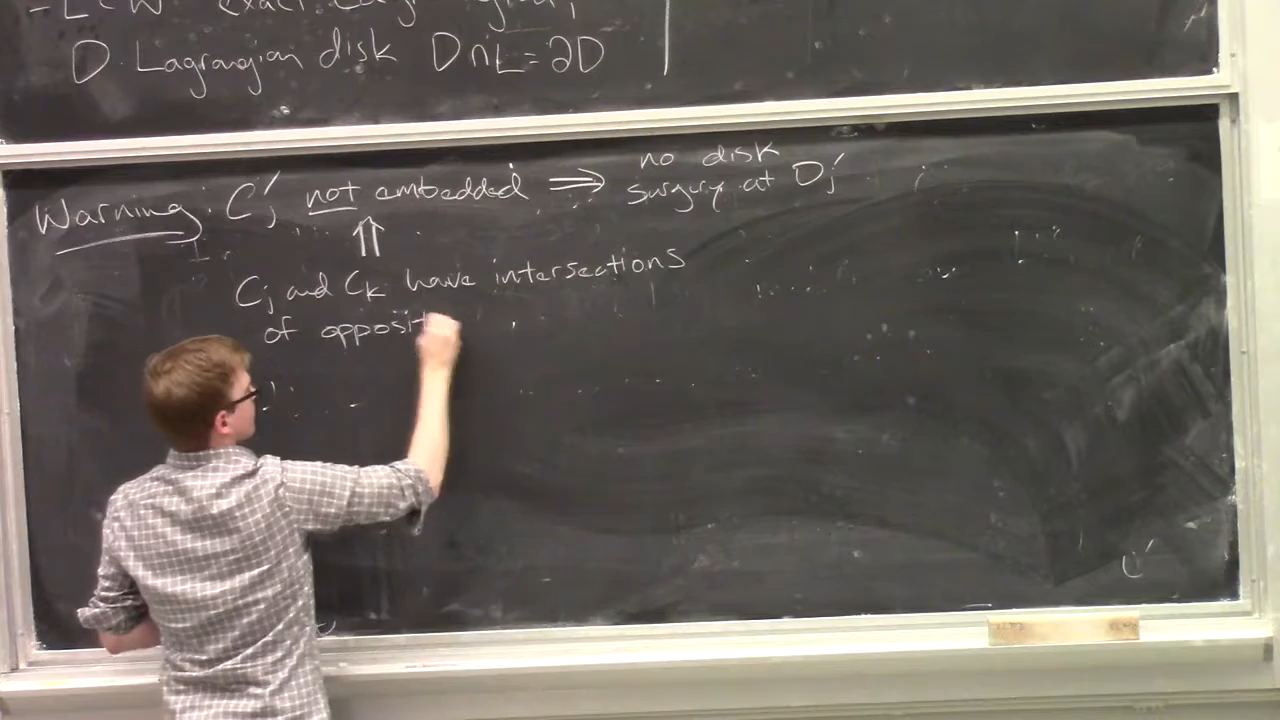 D Lagrangian disk D∩L=∂D
Warning: C'ⱼ not embedded ⟹ no disk surgery at D'ⱼ
⇑
Cⱼ and Cₖ have intersections
of opposit
C'